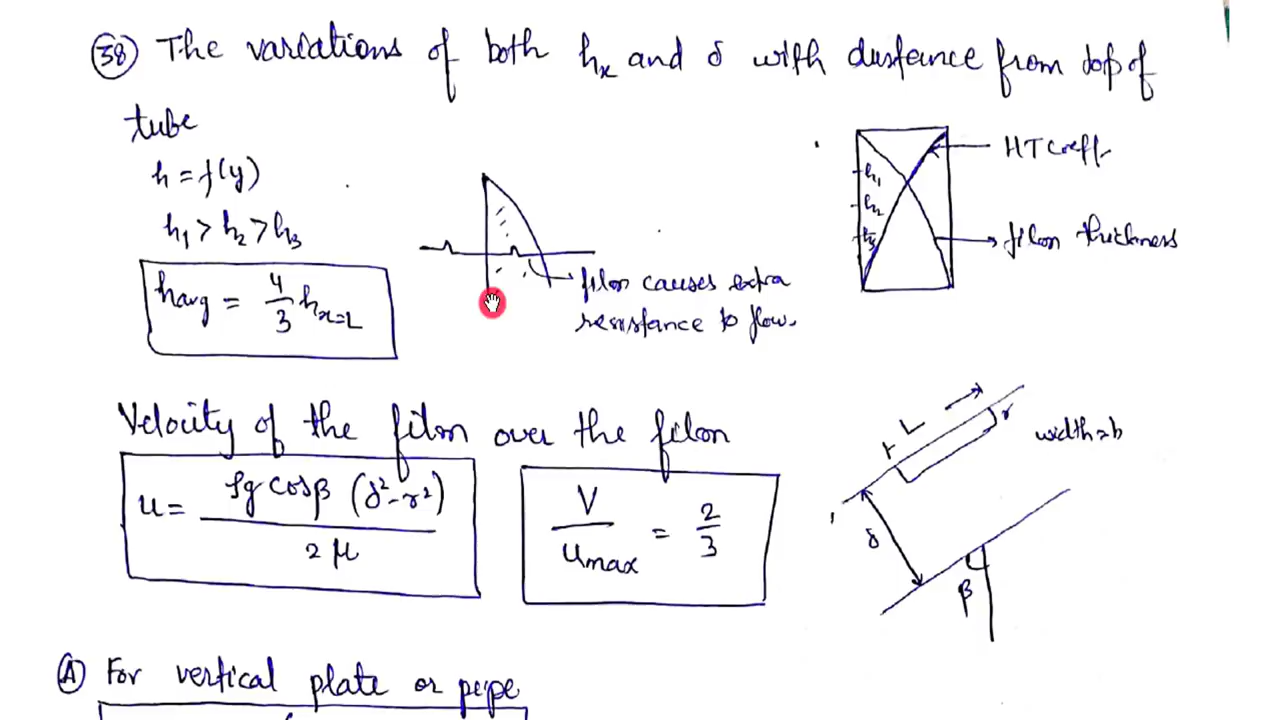 38 The variations of both hx and δ with distance from top of
tube
h = f(y)
h1 > h2 > h3
havg = 4/3 hx=L
film causes extra
resistance to flow.
h1
h2
h3
HT coeff
film thickness
Velocity of the film over the film
u = ρg cosβ (δ²-r²) / 2μ
V / umax = 2/3
L
r
width = b
δ
β
A For vertical plate or pipe